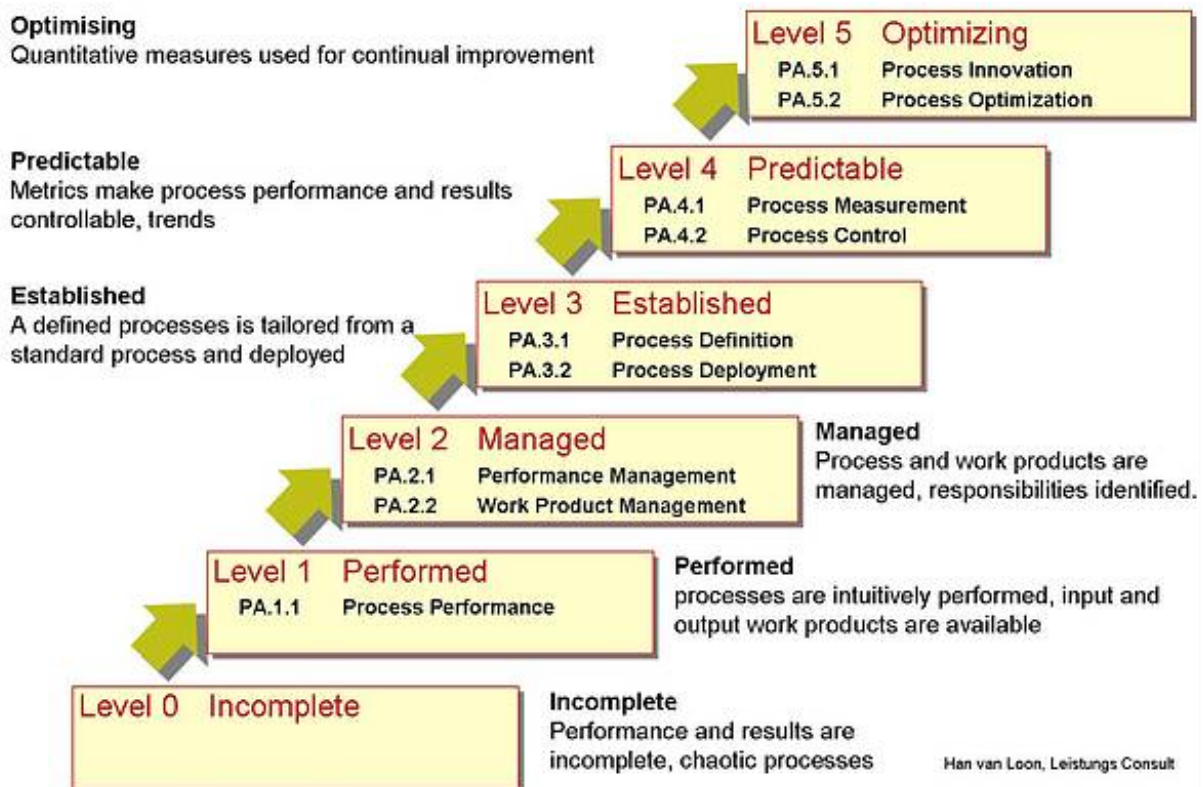 Optimising
Quantitative measures used for continual improvement
Level 5 Optimizing
PA.5.1 Process Innovation
PA.5.2 Process Optimization
Predictable
Metrics make process performance and results
controllable, trends
Level 4 Predictable
PA.4.1 Process Measurement
PA.4.2 Process Control
Established
A defined processes is tailored from a
standard process and deployed
Level 3 Established
PA.3.1 Process Definition
PA.3.2 Process Deployment
Level 2 Managed
PA.2.1 Performance Management
PA.2.2 Work Product Management
Managed
Process and work products are
managed, responsibilities identified.
Level 1 Performed
PA.1.1 Process Performance
Performed
processes are intuitively performed, input and
output work products are available
Level 0 Incomplete
Incomplete
Performance and results are
incomplete, chaotic processes
Han van Loon, Leistungs Consult